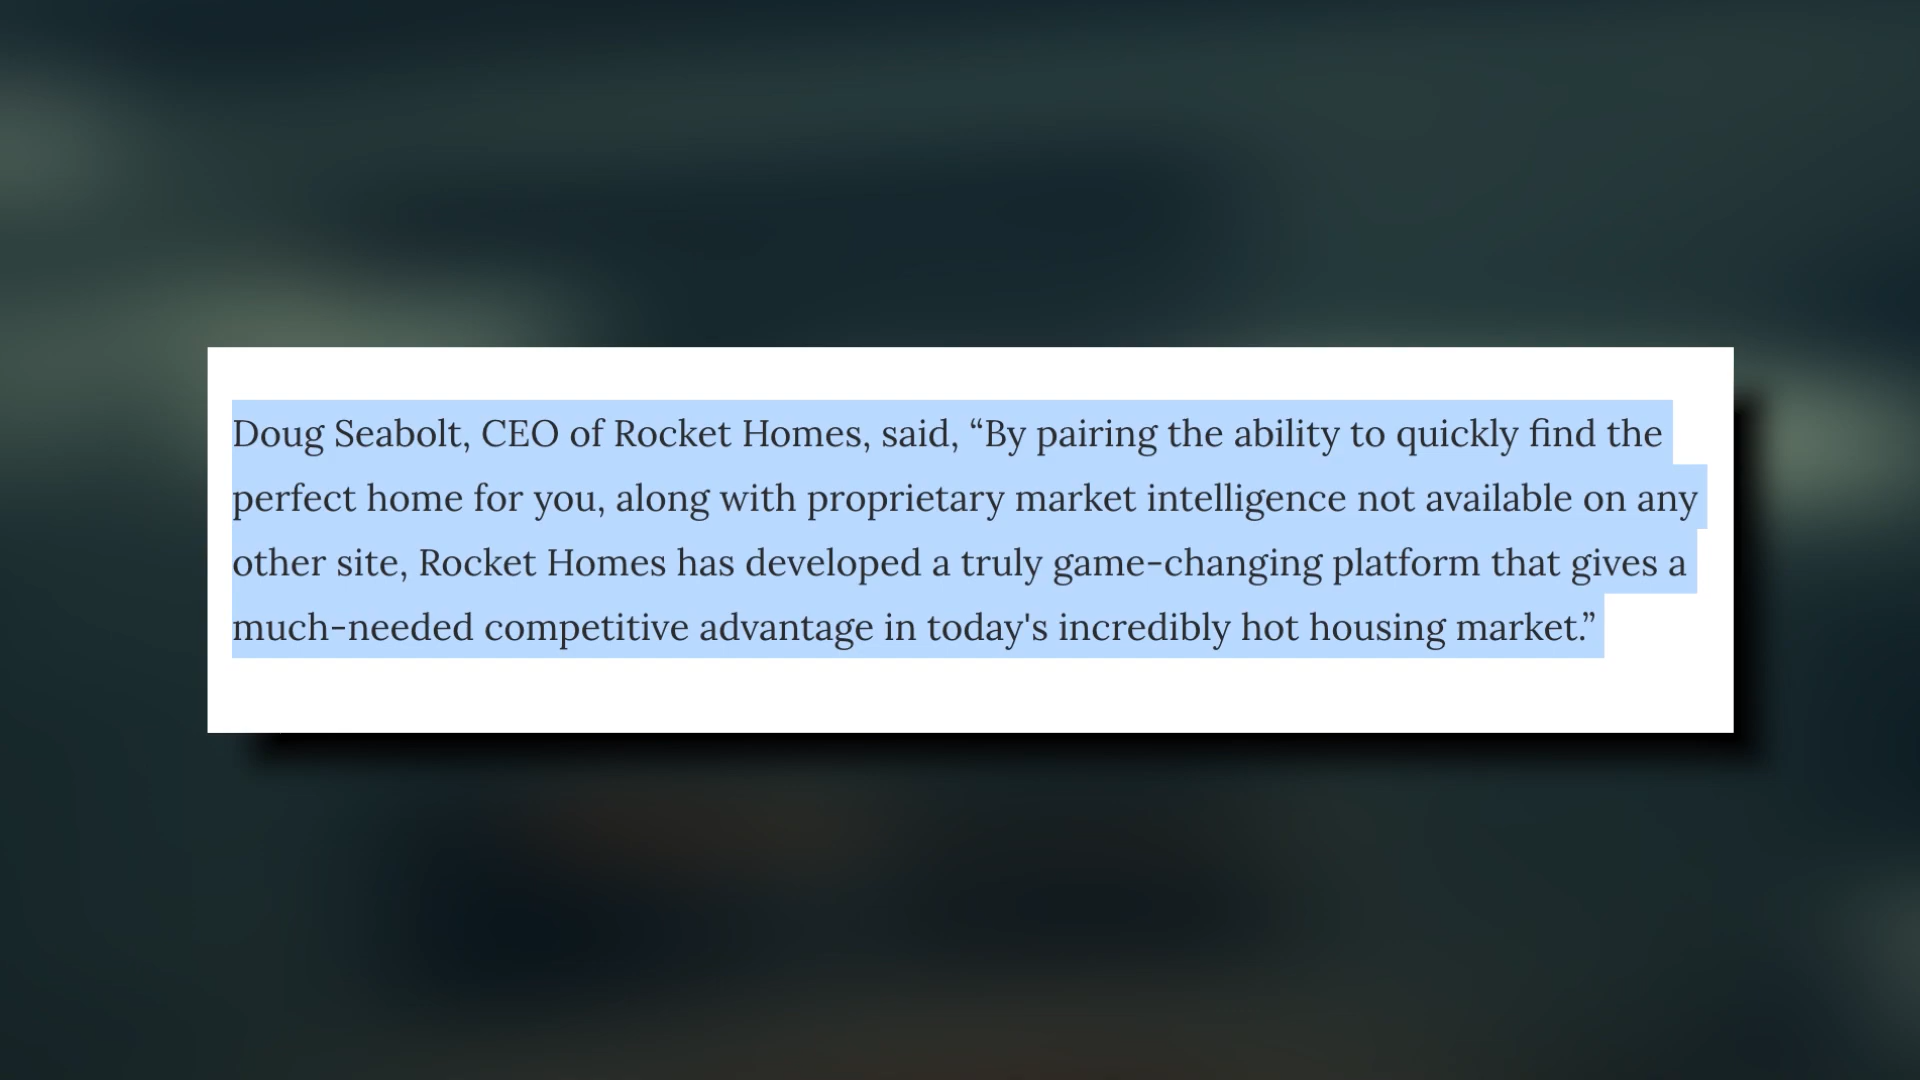 Doug Seabolt, CEO of Rocket Homes, said, “By pairing the ability to quickly find the
perfect home for you, along with proprietary market intelligence not available on any
other site, Rocket Homes has developed a truly game-changing platform that gives a
much-needed competitive advantage in today's incredibly hot housing market.”